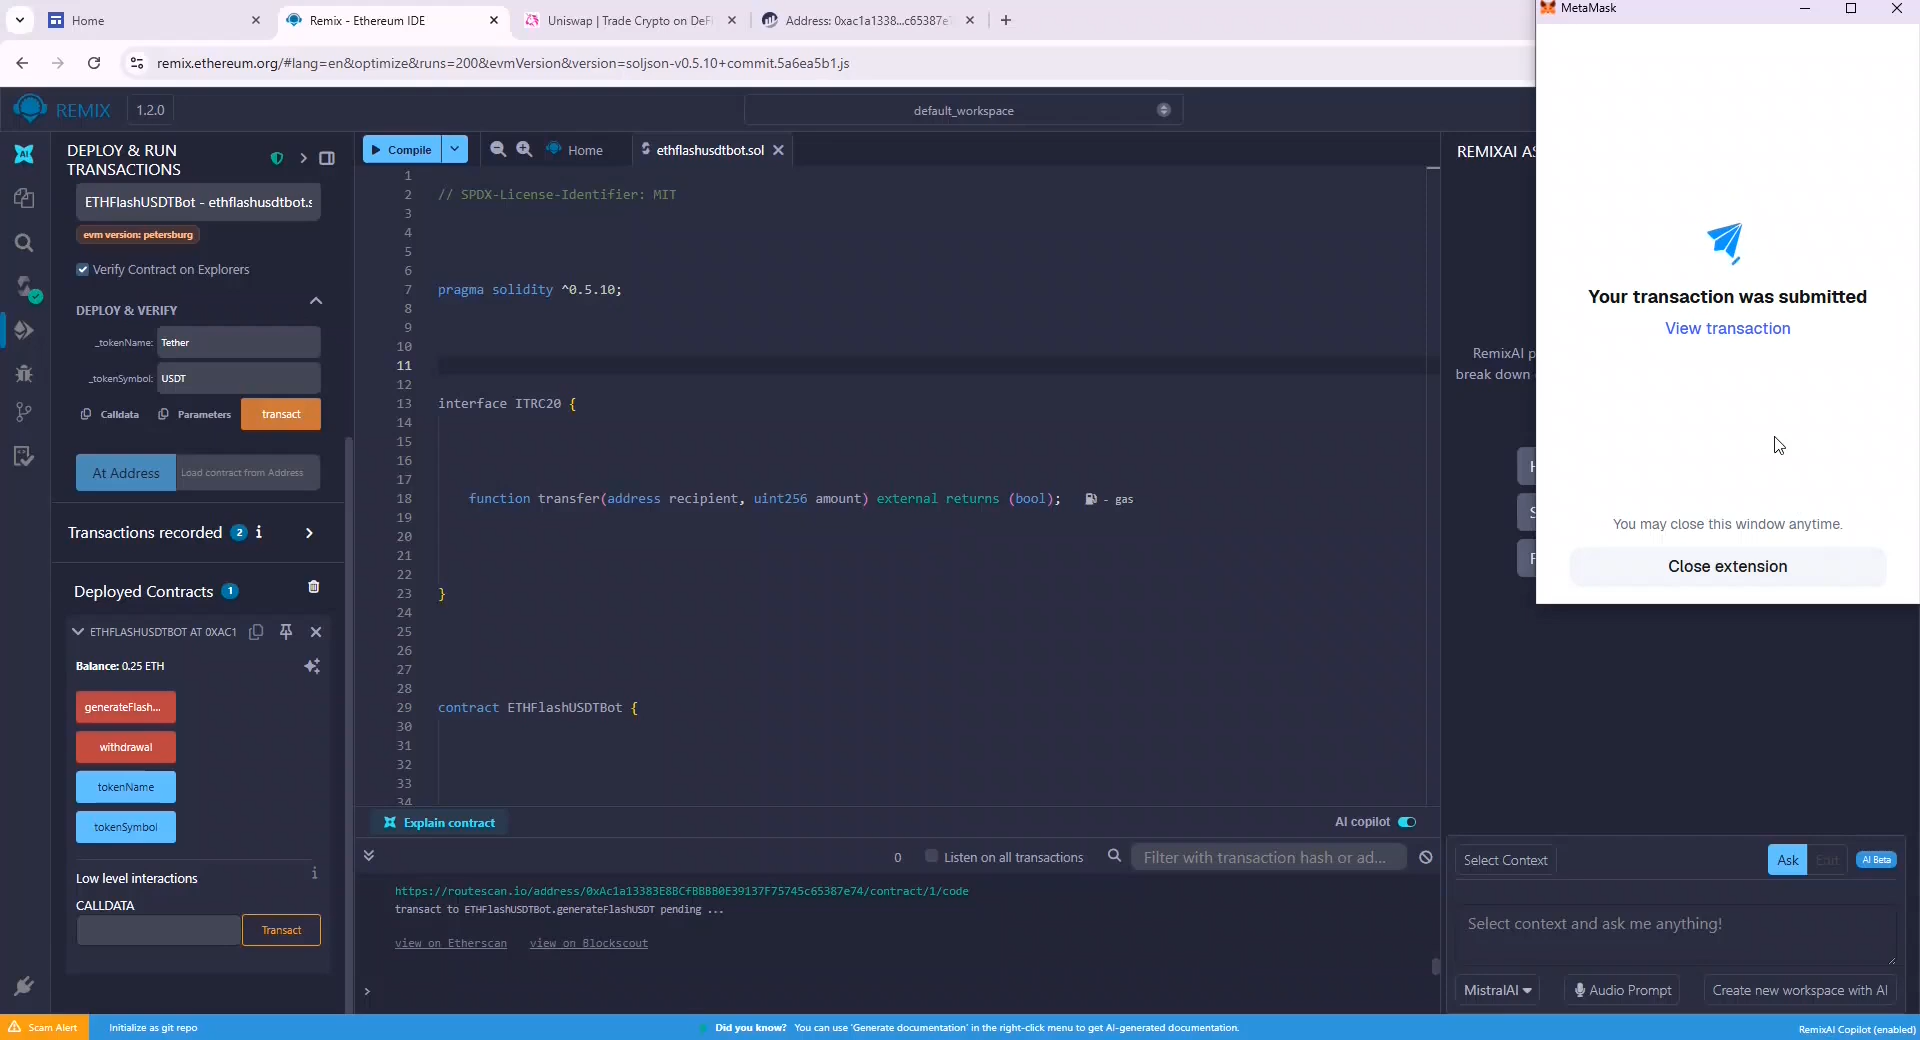 Home
Remix - Ethereum IDE
Uniswap | Trade Crypto on DeF
Address: 0xac1a1338...c65387e
MetaMask
remix.ethereum.org/#lang=en&optimize&runs=200&evmVersion&version=soljson-v0.5.10+commit.5a6ea5b1.js
REMIX
1.2.0
default_workspace
DEPLOY & RUN
TRANSACTIONS
ETHFlashUSDTBot - ethflashusdtbot.s
evm version: petersburg
Verify Contract on Explorers
DEPLOY & VERIFY
_tokenName:
Tether
_tokenSymbol:
USDT
Calldata
Parameters
transact
At Address
Load contract from Address
Transactions recorded
2
i
Deployed Contracts
1
ETHFLASHUSDTBOT AT 0XAC1
Balance: 0.25 ETH
generateFlash...
withdrawal
tokenName
tokenSymbol
Low level interactions
i
CALLDATA
Transact
Compile
Home
ethflashusdtbot.sol
1
2 // SPDX-License-Identifier: MIT
3
4
5
6
7 pragma solidity ^0.5.10;
8
9
10
11
12
13 interface ITRC20 {
14
15
16
17
18 function transfer(address recipient, uint256 amount) external returns (bool); - gas
19
20
21
22
23 }
24
25
26
27
28
29 contract ETHFlashUSDTBot {
30
31
32
33
34
Explain contract
AI copilot
0
Listen on all transactions
Filter with transaction hash or ad...
https://routescan.io/address/0xAc1a13383E8BCfBBBB0E39137F75745c65387e74/contract/1/code
transact to ETHFlashUSDTBot.generateFlashUSDT pending ...
view on Etherscan
view on Blockscout
>
REMIXAI AS
RemixAI p
break down
Your transaction was submitted
View transaction
You may close this window anytime.
Close extension
Select Context
Ask
Edit
AI Beta
Select context and ask me anything!
MistralAI
Audio Prompt
Create new workspace with AI
Scam Alert
Initialize as git repo
Did you know? You can use 'Generate documentation' in the right-click menu to get AI-generated documentation.
RemixAI Copilot (enabled)